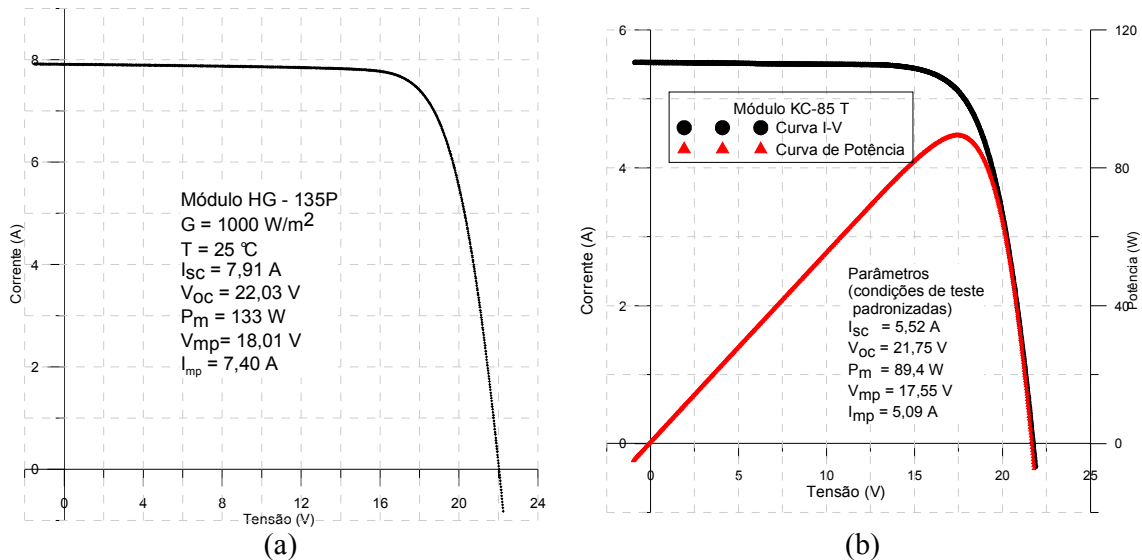 8
6
4
2
0
Corrente (A)
Módulo HG - 135P
G = 1000 W/m2
T = 25 °C
ISC = 7,91 A
VOC = 22,03 V
Pm = 133 W
Vmp= 18,01 V
Imp = 7,40 A
0 4 8 12 16 20 24
Tensão (V)
(a)
6
4
2
0
Corrente (A)
120
80
40
0
Potência (W)
Módulo KC-85 T
Curva I-V
Curva de Potência
Parâmetros
(condições de teste
padronizadas)
Isc = 5,52 A
VOC = 21,75 V
Pm = 89,4 W
Vmp = 17,55 V
Imp = 5,09 A
0 5 10 15 20 25
Tensão (V)
(b)